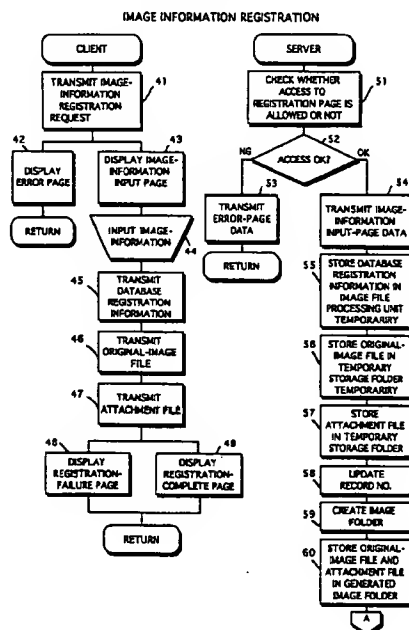 IMAGE INFORMATION REGISTRATION
CLIENT
TRANSMIT IMAGE-
INFORMATION
REGISTRATION
REQUEST
41
42
DISPLAY
ERROR PAGE
RETURN
43
DISPLAY IMAGE-
INFORMATION
INPUT PAGE
INPUT IMAGE-
INFORMATION
44
45
TRANSMIT
DATABASE
REGISTRATION
INFORMATION
46
TRANSMIT
ORIGINAL-IMAGE
FILE
47
TRANSMIT
ATTACHMENT FILE
48
DISPLAY
REGISTRATION-
FAILURE PAGE
49
DISPLAY
REGISTRATION-
COMPLETE PAGE
RETURN
SERVER
CHECK WHETHER
ACCESS TO
REGISTRATION PAGE IS
ALLOWED OR NOT
51
52
ACCESS OK?
NG
OK
53
TRANSMIT
ERROR-PAGE
DATA
RETURN
54
TRANSMIT IMAGE-
INFORMATION
INPUT-PAGE DATA
55
STORE DATABASE
REGISTRATION
INFORMATION IN
IMAGE FILE
PROCESSING UNIT
TEMPORARIRY
56
STORE ORIGINAL-
IMAGE FILE IN
TEMPORARY
STORAGE FOLDER
TEMPORARIRY
57
STORE
ATTACHMENT FILE
IN TEMPORARY
STORAGE FOLDER
58
UPDATE
RECORD NO.
59
CREATE IMAGE
FOLDER
60
STORE ORIGINAL-
IMAGE FILE AND
ATTACHMENT FILE
IN GENERATED
IMAGE FOLDER
A